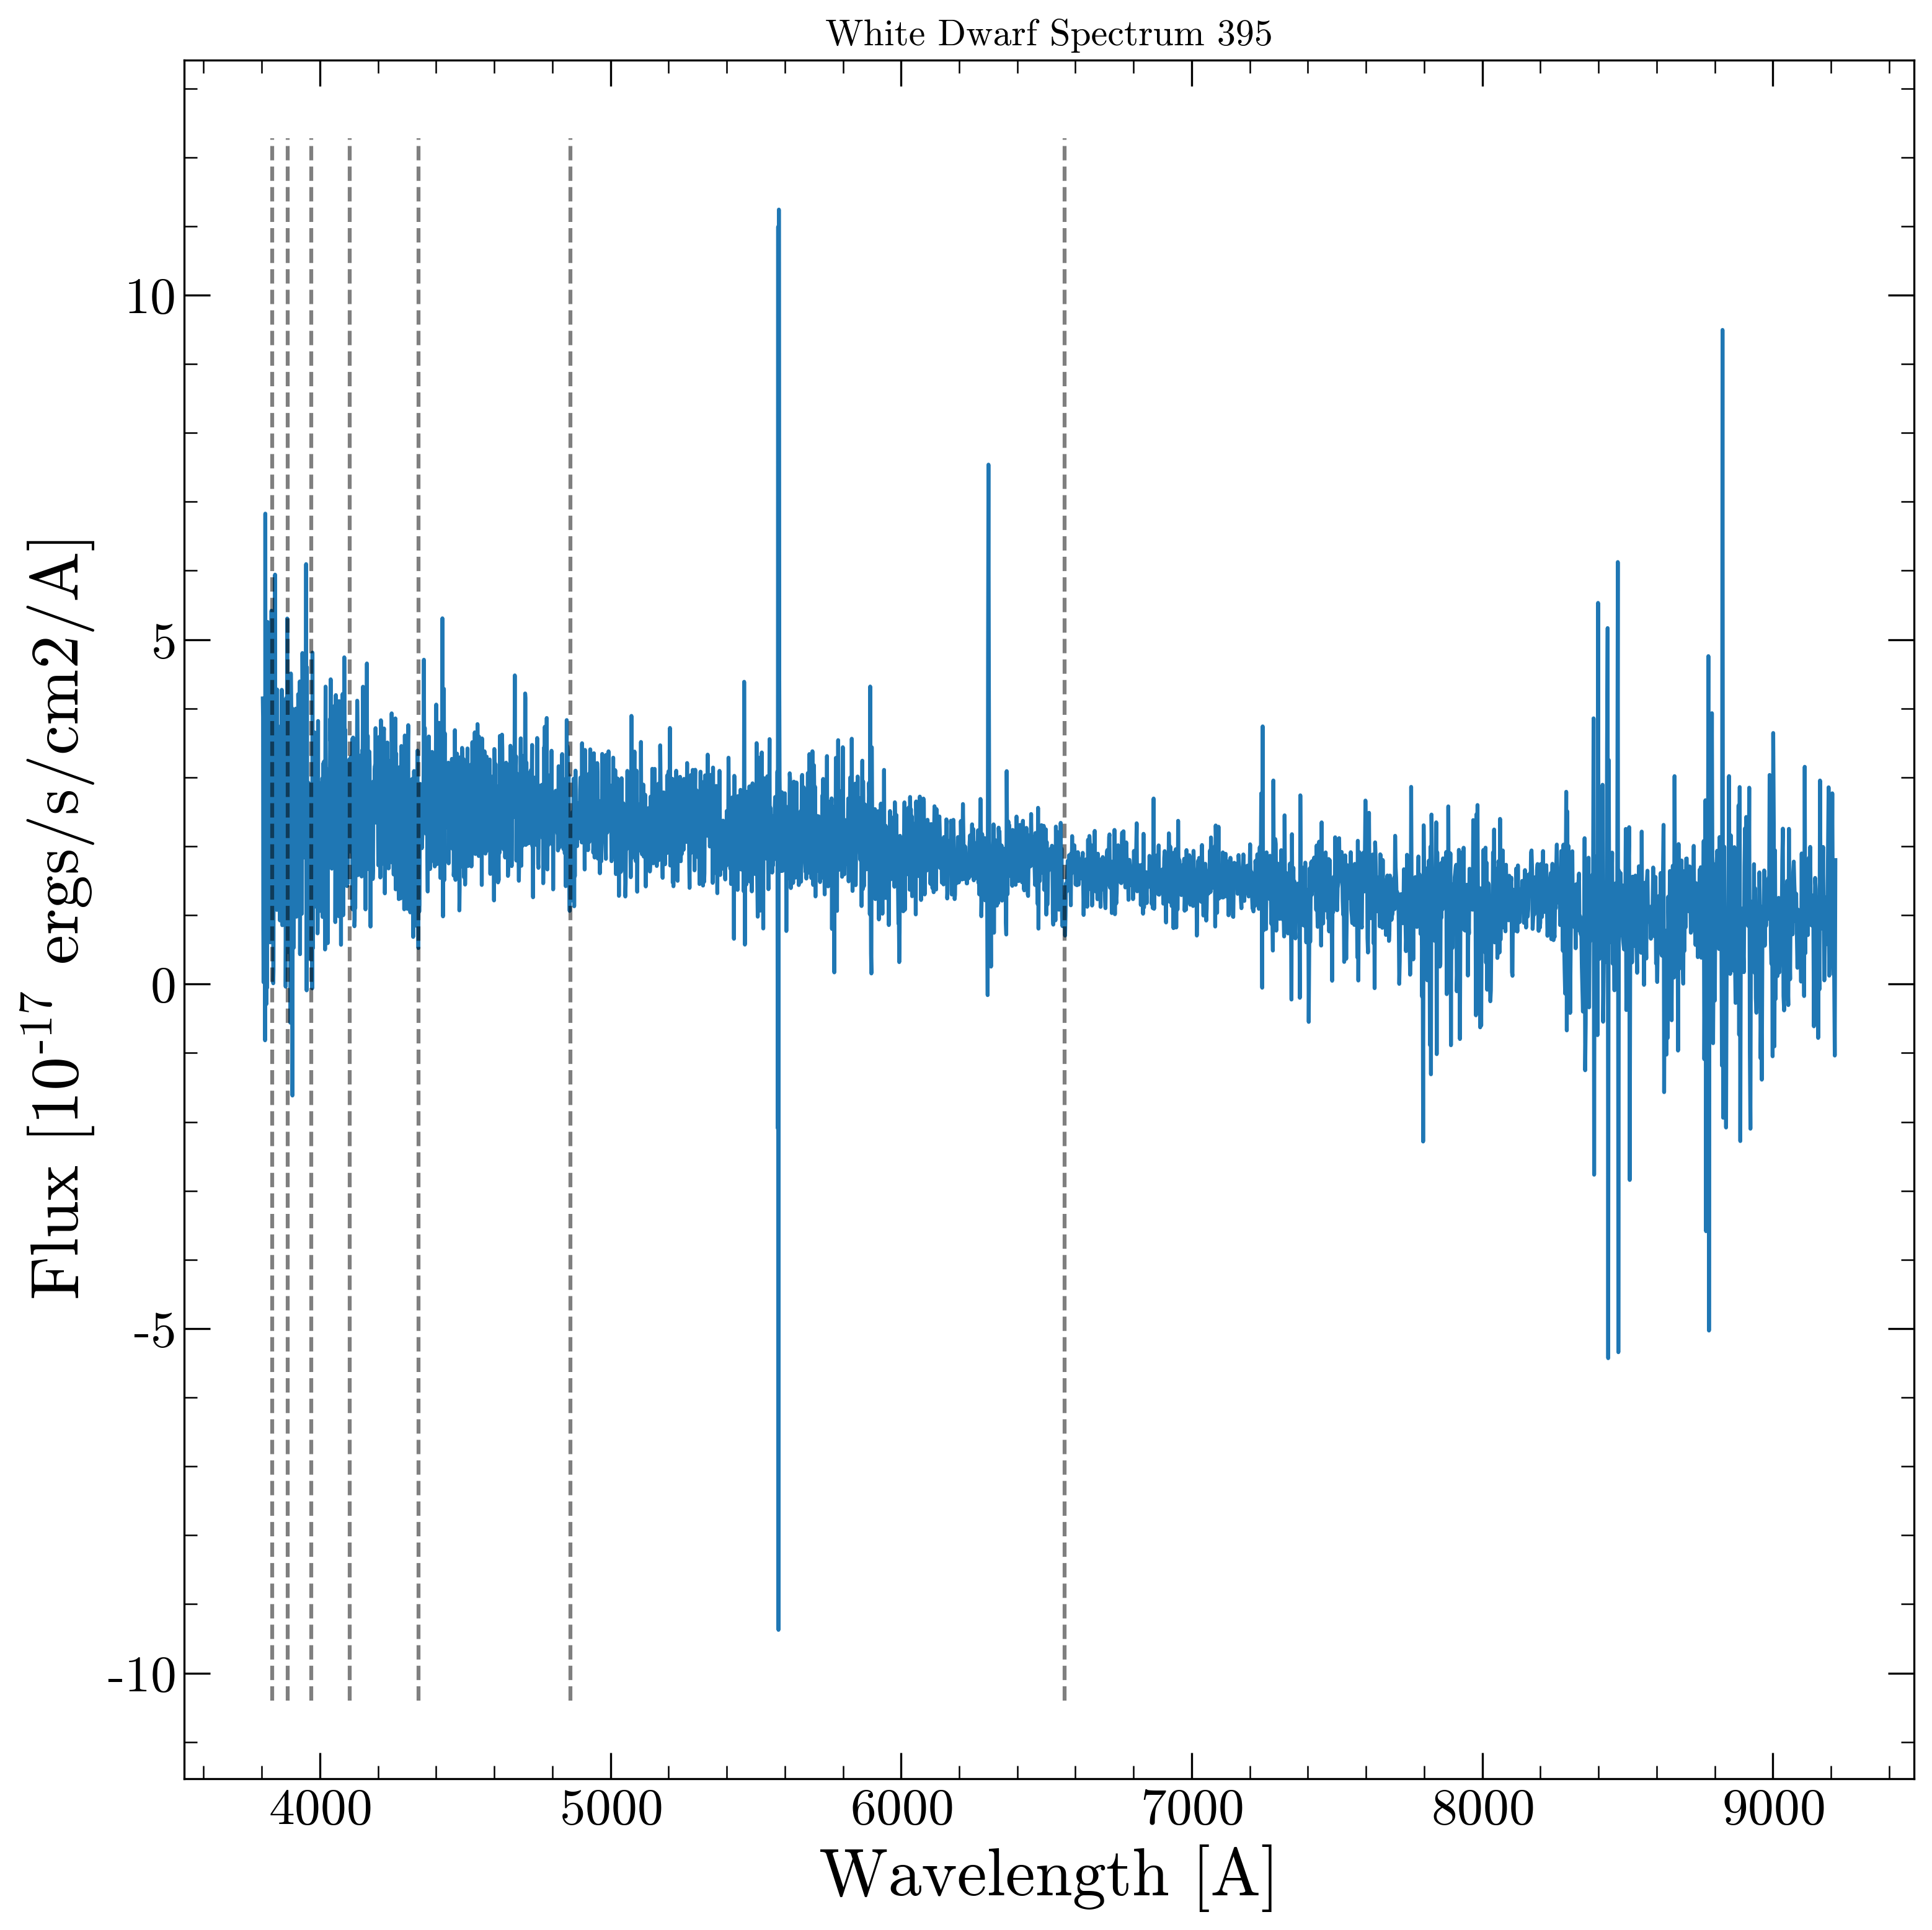 White Dwarf Spectrum 395
10
5
0
-5
-10
Flux [10-17 ergs/s/cm2/A]
4000 5000 6000 7000 8000 9000
Wavelength [A]